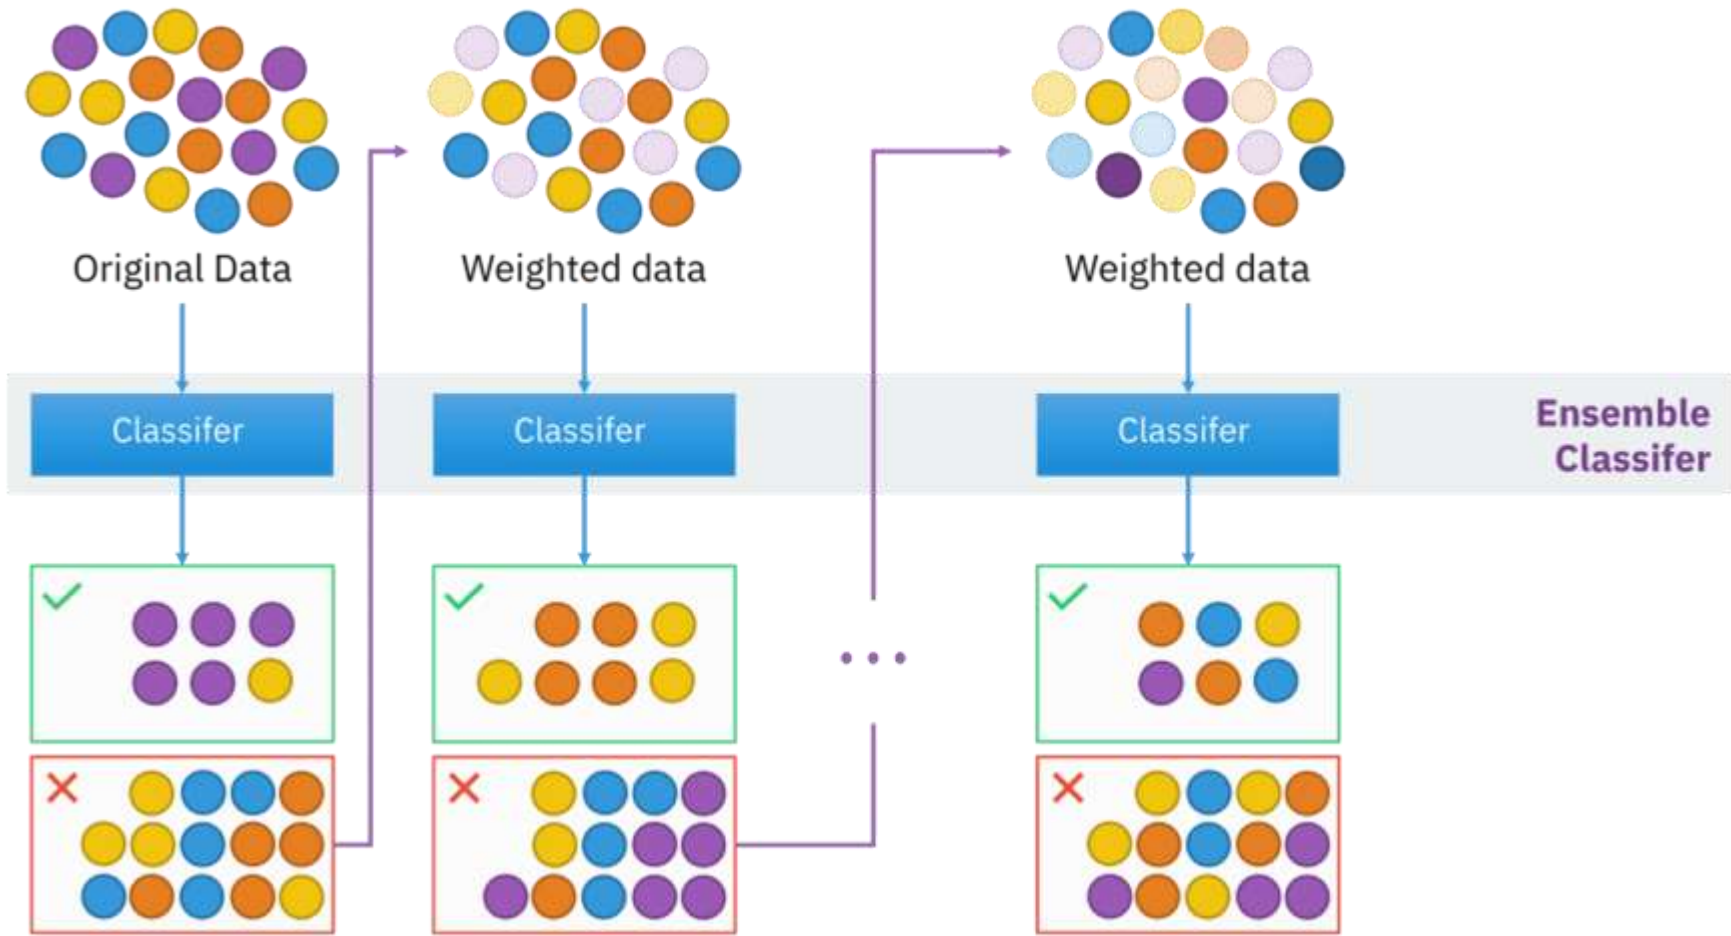 Original Data
Weighted data
Weighted data
Classifer
Classifer
Classifer
Ensemble
Classifer